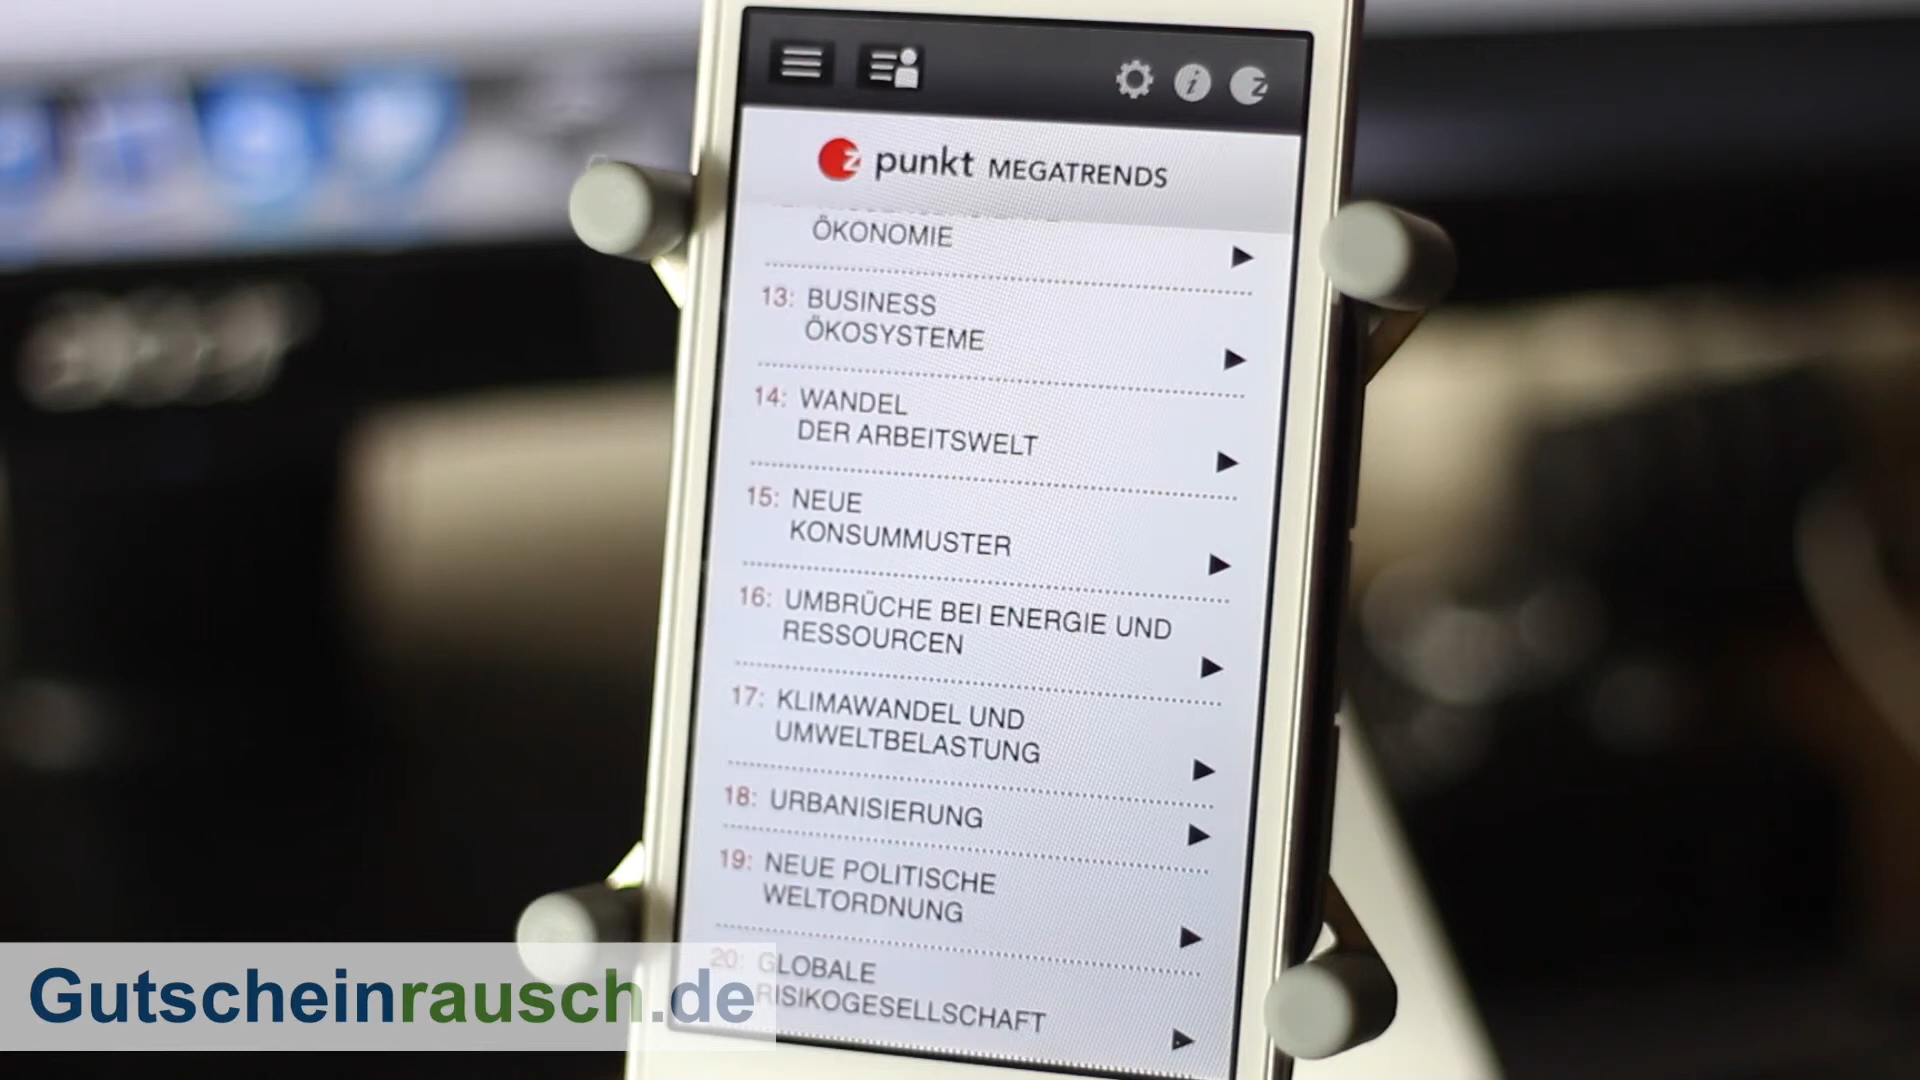 z punkt MEGATRENDS
ÖKONOMIE
13: BUSINESS
ÖKOSYSTEME
14: WANDEL
DER ARBEITSWELT
15: NEUE
KONSUMMUSTER
16: UMBRÜCHE BEI ENERGIE UND
RESSOURCEN
17: KLIMAWANDEL UND
UMWELTBELASTUNG
18: URBANISIERUNG
19: NEUE POLITISCHE
WELTORDNUNG
20: GLOBALE
RISIKOGESELLSCHAFT
Gutscheinrausch.de